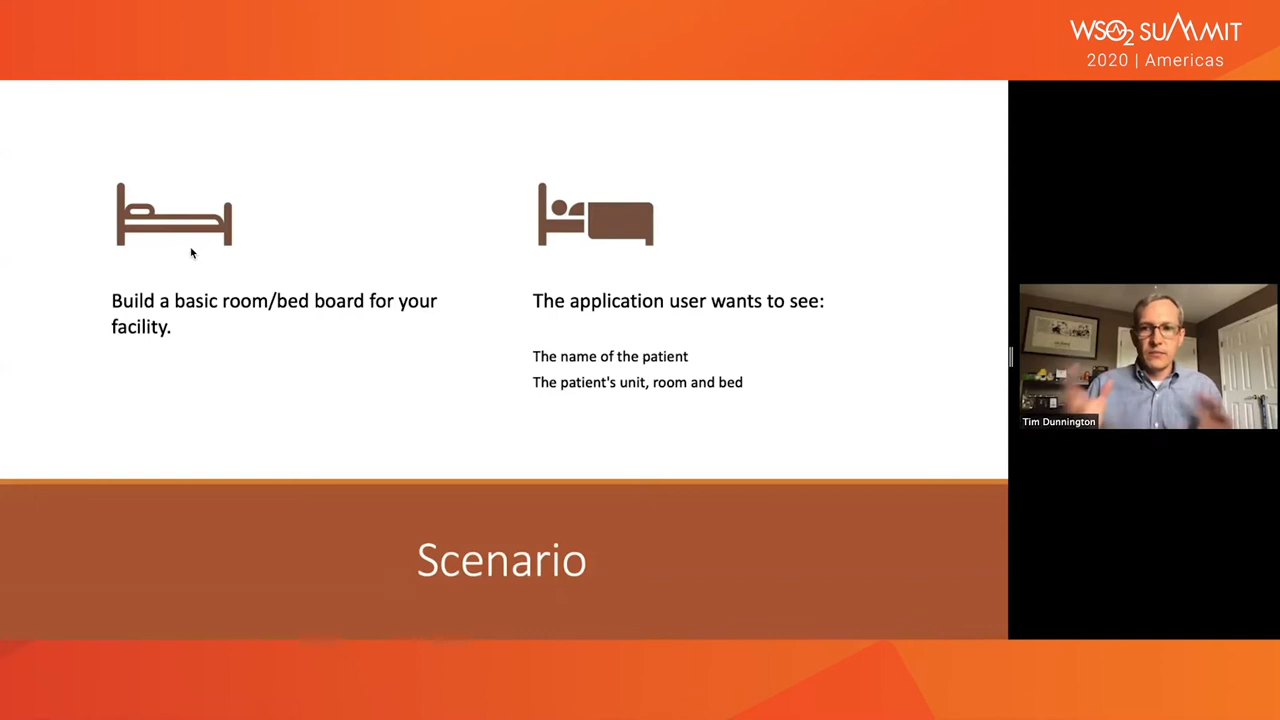 WSO2 SUMMIT
2020 | Americas
Build a basic room/bed board for your
facility.
The application user wants to see:
The name of the patient
The patient's unit, room and bed
Tim Dunnington
Scenario